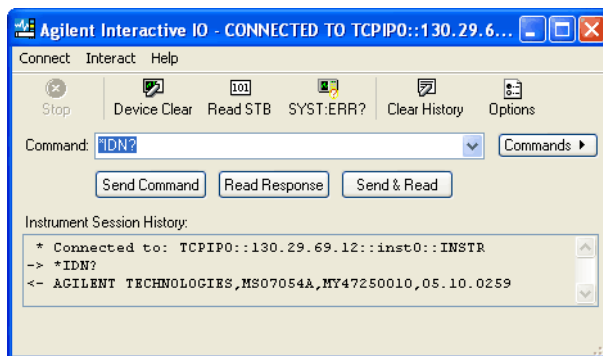 Agilent Interactive IO - CONNECTED TO TCPIP0::130.29.6...
Connect Interact Help
101
Stop Device Clear Read STB SYST:ERR? Clear History Options
Command: *IDN? Commands
Send Command Read Response Send & Read
Instrument Session History:
* Connected to: TCPIP0::130.29.69.12::inst0::INSTR
-> *IDN?
<- AGILENT TECHNOLOGIES,MSO7054A,MY47250010,05.10.0259